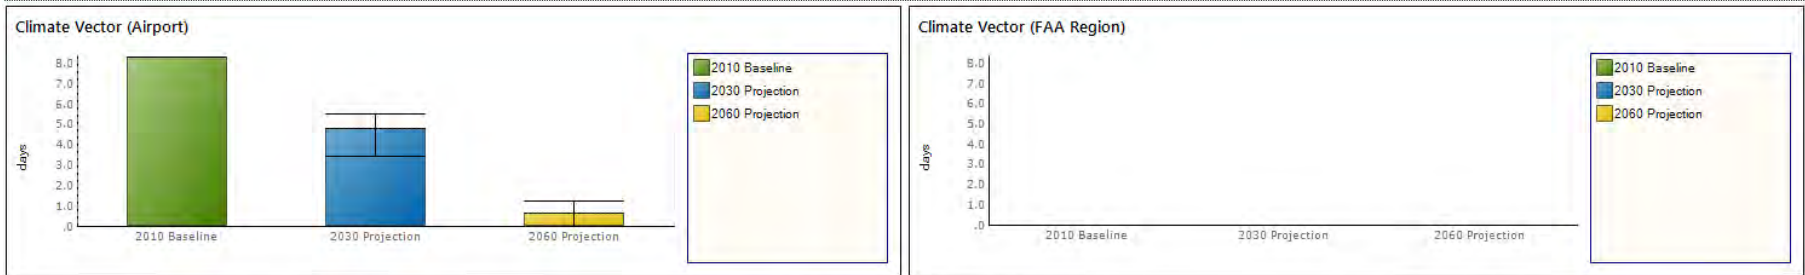 Climate Vector (Airport)
8.0
7.0
6.0
5.0
4.0
3.0
2.0
1.0
.0
days
2010 Baseline
2030 Projection
2060 Projection
2010 Baseline
2030 Projection
2060 Projection
Climate Vector (FAA Region)
8.0
7.0
6.0
5.0
4.0
3.0
2.0
1.0
.0
days
2010 Baseline
2030 Projection
2060 Projection
2010 Baseline
2030 Projection
2060 Projection